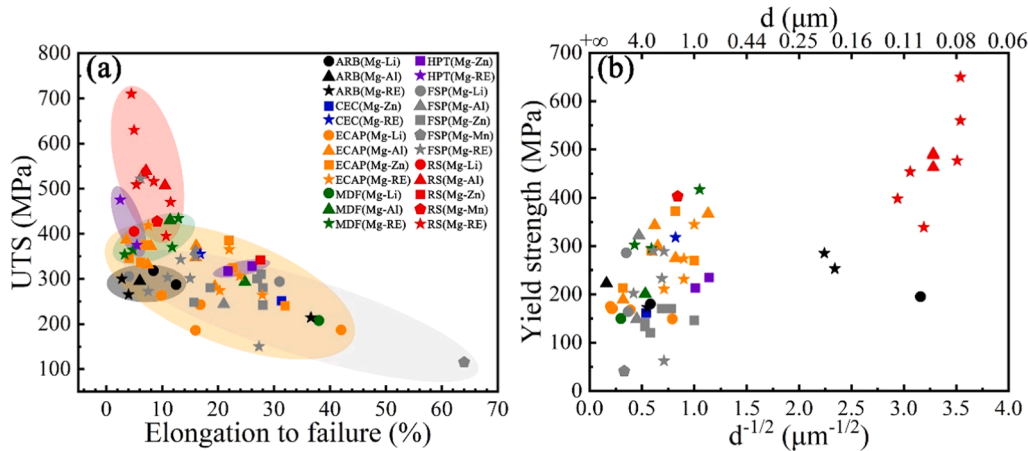 (a)
UTS (MPa)
800
700
600
500
400
300
200
100
0 10 20 30 40 50 60 70
Elongation to failure (%)
ARB(Mg-Li) HPT(Mg-Zn)
ARB(Mg-Al) HPT(Mg-RE)
ARB(Mg-RE) FSP(Mg-Li)
CEC(Mg-Zn) FSP(Mg-Al)
CEC(Mg-RE) FSP(Mg-Zn)
ECAP(Mg-Li) FSP(Mg-Mn)
ECAP(Mg-Al) FSP(Mg-RE)
ECAP(Mg-Zn) RS(Mg-Li)
ECAP(Mg-RE) RS(Mg-Al)
MDF(Mg-Li) RS(Mg-Zn)
MDF(Mg-Al) RS(Mg-Mn)
MDF(Mg-RE) RS(Mg-RE)
d (μm)
+∞ 4.0 1.0 0.44 0.25 0.16 0.11 0.08 0.06
(b)
Yield strength (MPa)
700
600
500
400
300
200
100
0
0.0 0.5 1.0 1.5 2.0 2.5 3.0 3.5 4.0
d-1/2 (μm-1/2)